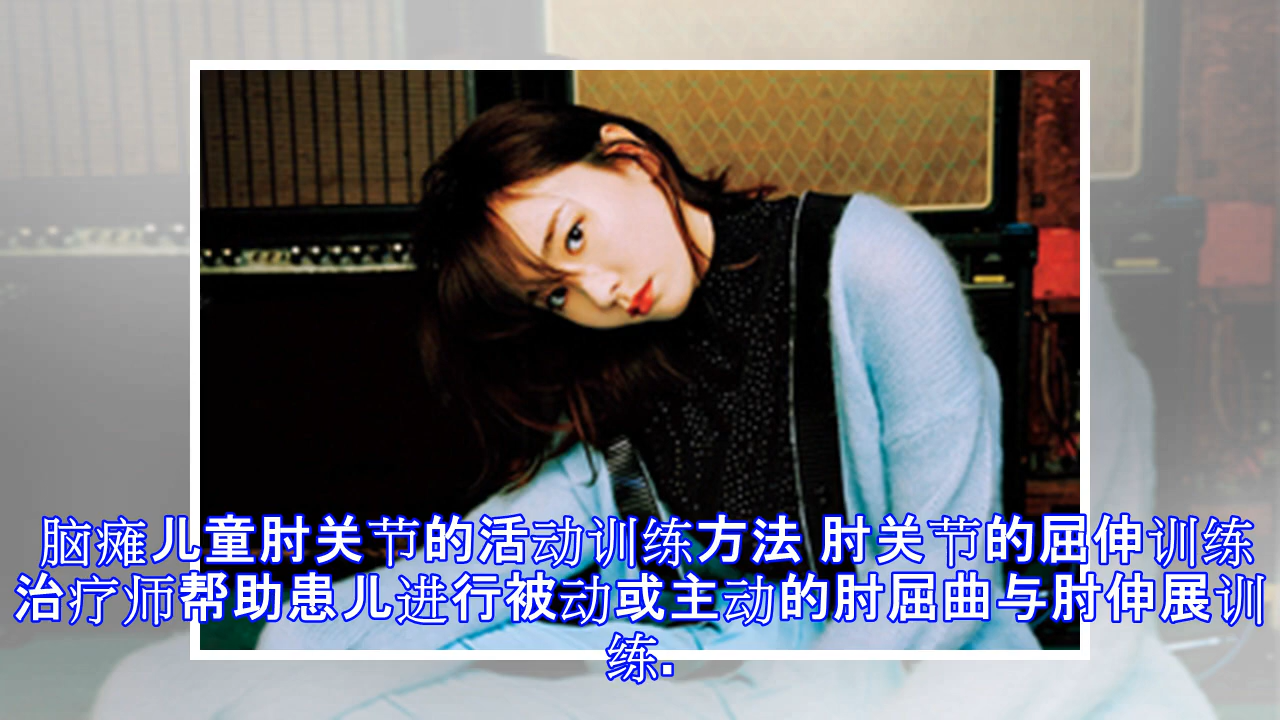 脑瘫儿童肘关节的活动训练方法 肘关节的屈伸训练
治疗师帮助患儿进行被动或主动的肘屈曲与肘伸展训
练.